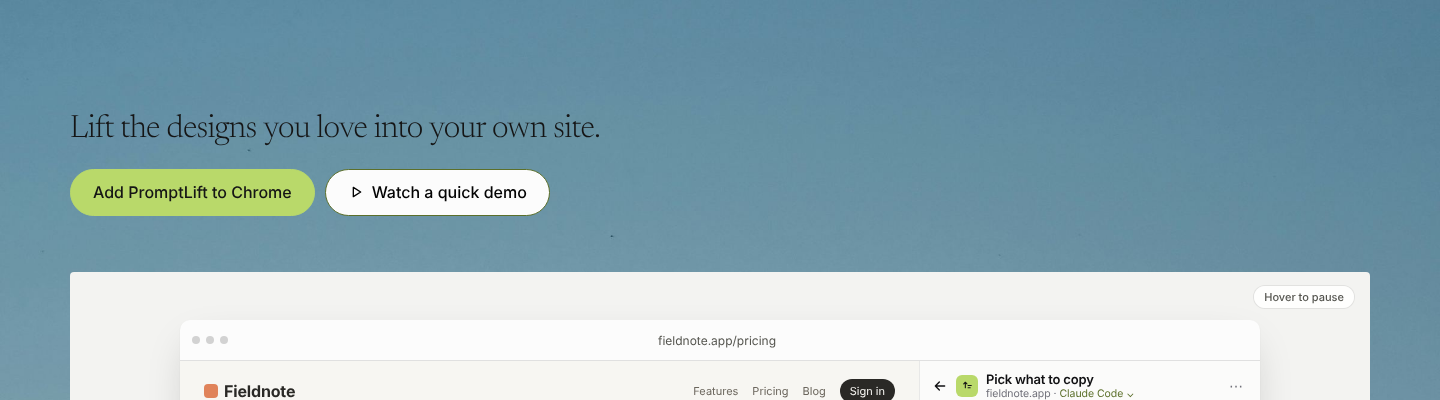 Lift the designs you love into your own site.
Add PromptLift to Chrome
Watch a quick demo
Hover to pause
fieldnote.app/pricing
Fieldnote
Features
Pricing
Blog
Sign in
Pick what to copy
fieldnote.app · Claude Code